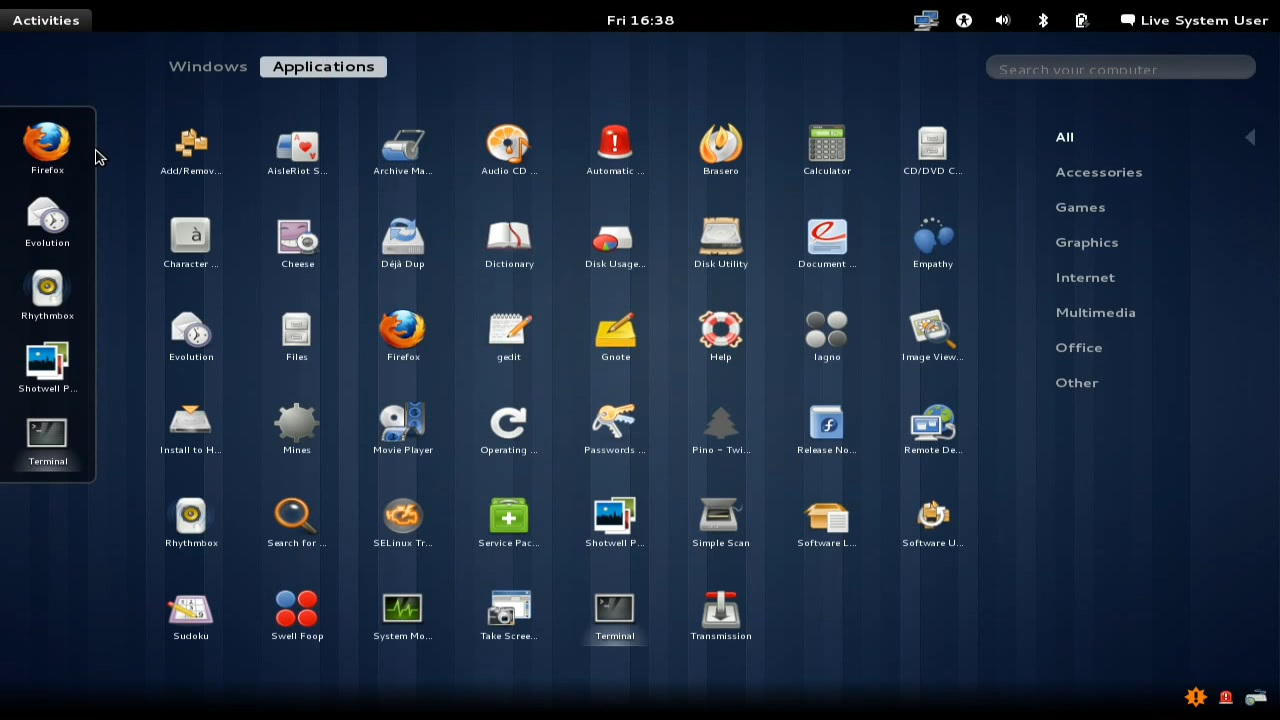 Activities Fri 16:38 Live System User
Windows Applications Search your computer
Firefox
Evolution
Rhythmbox
Shotwell P...
Terminal
Add/Remov... AisleRiot S... Archive Ma... Audio CD ... Automatic ... Brasero Calculator CD/DVD C...
Character ... Cheese Déjà Dup Dictionary Disk Usage... Disk Utility Document ... Empathy
Evolution Files Firefox gedit Gnote Help Iagno Image View...
Install to H... Mines Movie Player Operating ... Passwords ... Pino - Twi... Release No... Remote De...
Rhythmbox Search for ... SELinux Tr... Service Pac... Shotwell P... Simple Scan Software L... Software U...
Sudoku Swell Foop System Mo... Take Scree... Terminal Transmission
All
Accessories
Games
Graphics
Internet
Multimedia
Office
Other